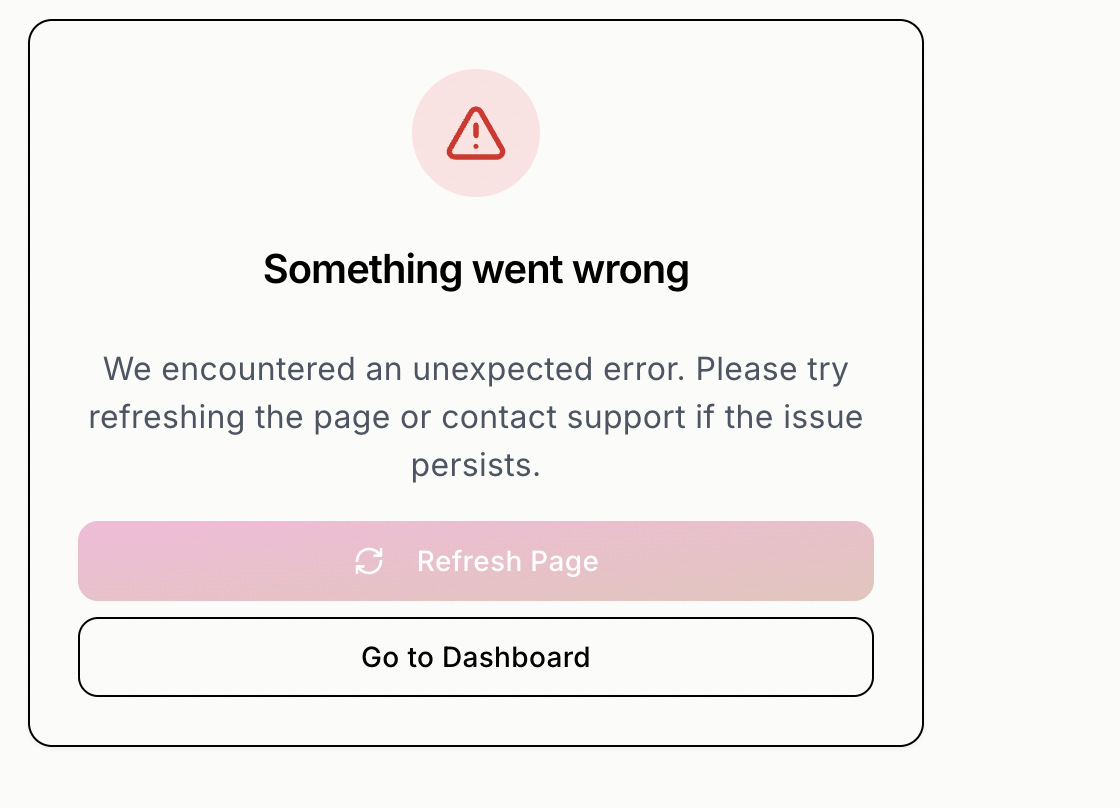 Something went wrong
We encountered an unexpected error. Please try
refreshing the page or contact support if the issue
persists.
Refresh Page
Go to Dashboard